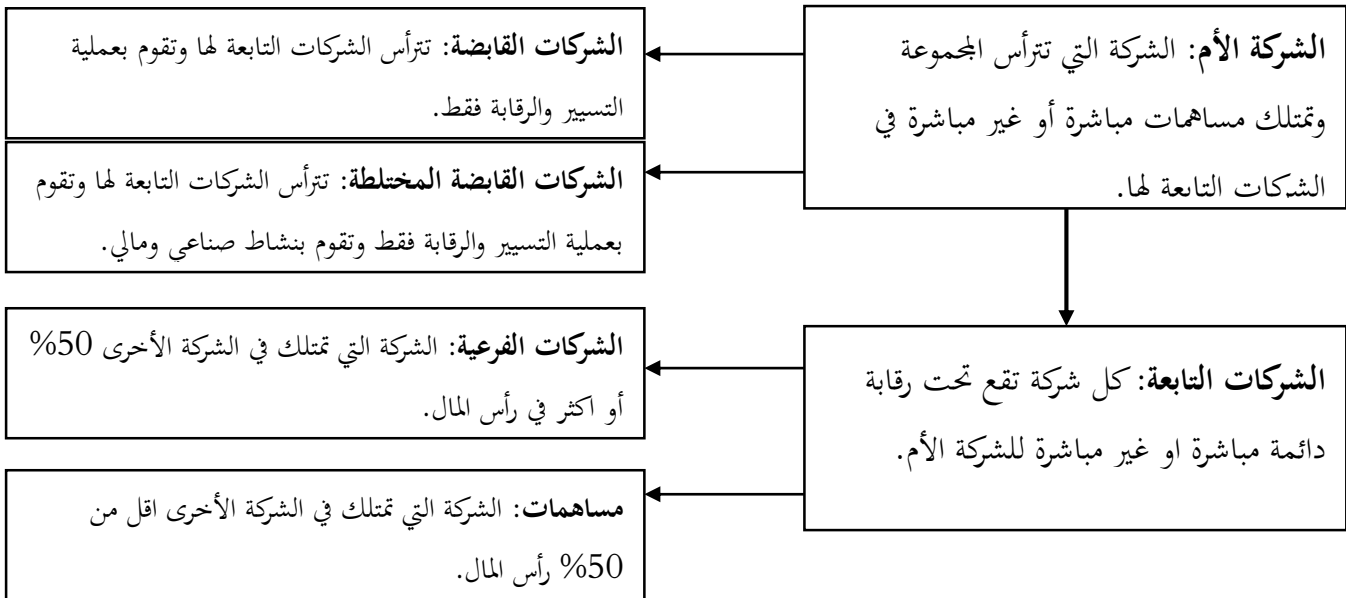 الشركة الأم: الشركة التي تترأس المجموعة
وتمتلك مساهمات مباشرة أو غير مباشرة في
الشركات التابعة لها.
الشركات القابضة: تترأس الشركات التابعة لها وتقوم بعملية
التسيير والرقابة فقط.
الشركات القابضة المختلطة: تترأس الشركات التابعة لها وتقوم
بعملية التسيير والرقابة فقط وتقوم بنشاط صناعي ومالي.
الشركات التابعة: كل شركة تقع تحت رقابة
دائمة مباشرة او غير مباشرة للشركة الأم.
الشركات الفرعية: الشركة التي تمتلك في الشركة الأخرى 50%
أو اكثر في رأس المال.
مساهمات: الشركة التي تمتلك في الشركة الأخرى اقل من
50% رأس المال.